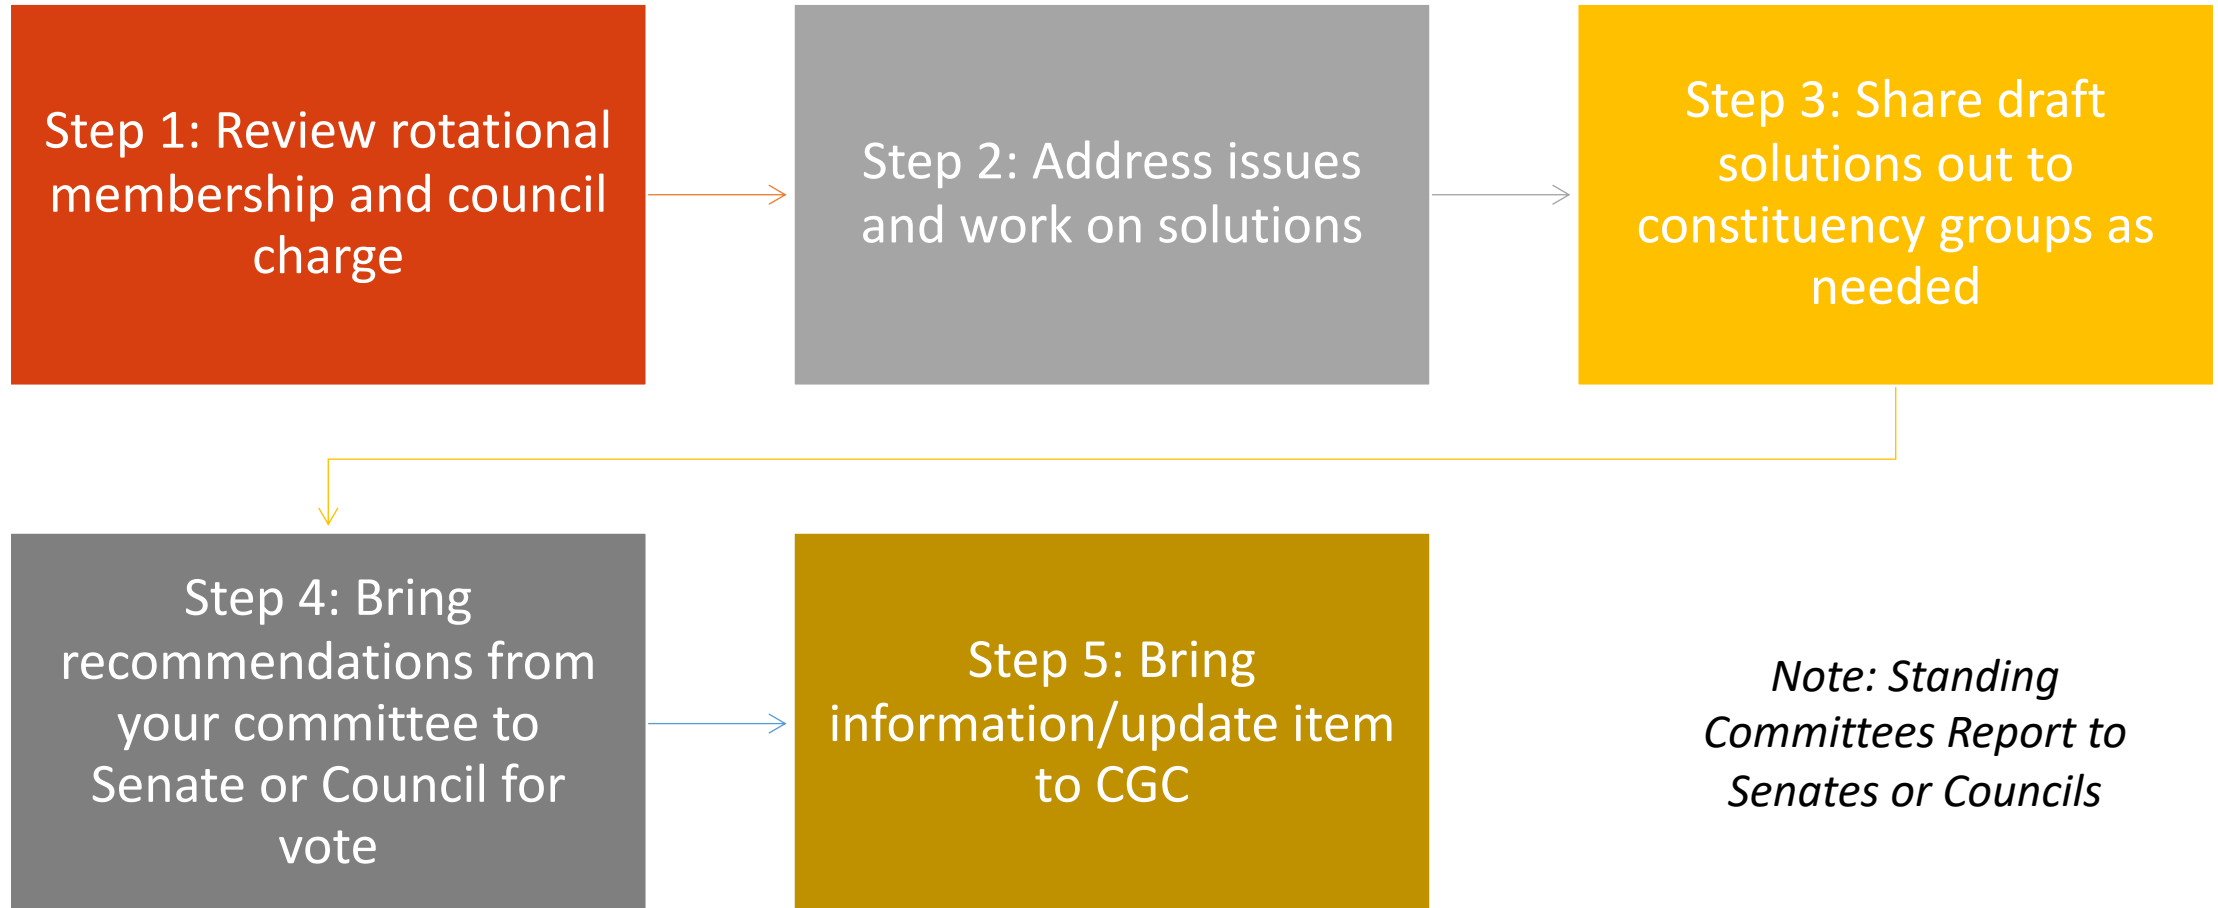 Step 1: Review rotational
membership and council
charge
Step 2: Address issues
and work on solutions
Step 3: Share draft
solutions out to
constituency groups as
needed
Step 4: Bring
recommendations from
your committee to
Senate or Council for
vote
Step 5: Bring
information/update item
to CGC
Note: Standing
Committees Report to
Senates or Councils